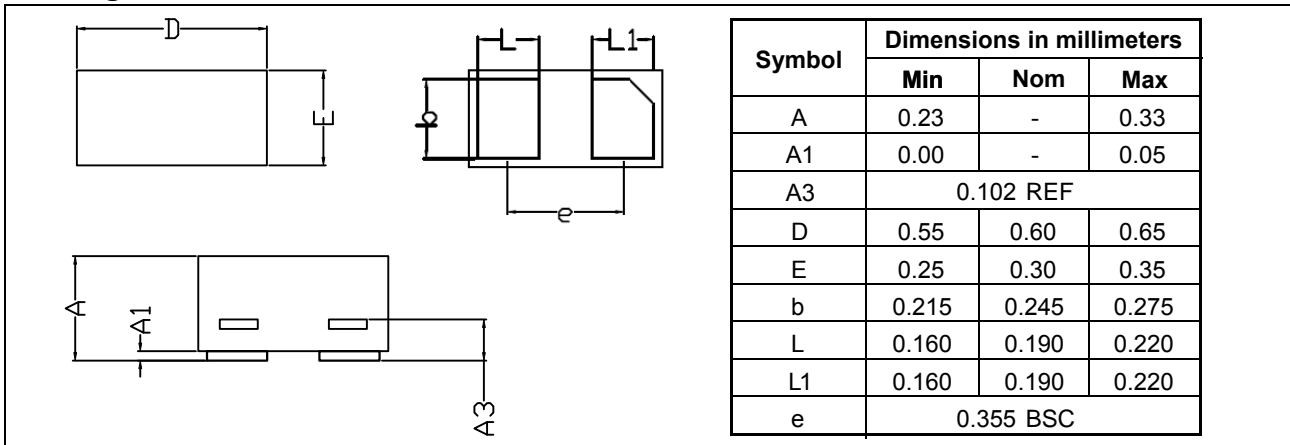 D
E
L
L1
b
e
A
A1
A3
Symbol Dimensions in millimeters
Min Nom Max
A 0.23 - 0.33
A1 0.00 - 0.05
A3 0.102 REF
D 0.55 0.60 0.65
E 0.25 0.30 0.35
b 0.215 0.245 0.275
L 0.160 0.190 0.220
L1 0.160 0.190 0.220
e 0.355 BSC